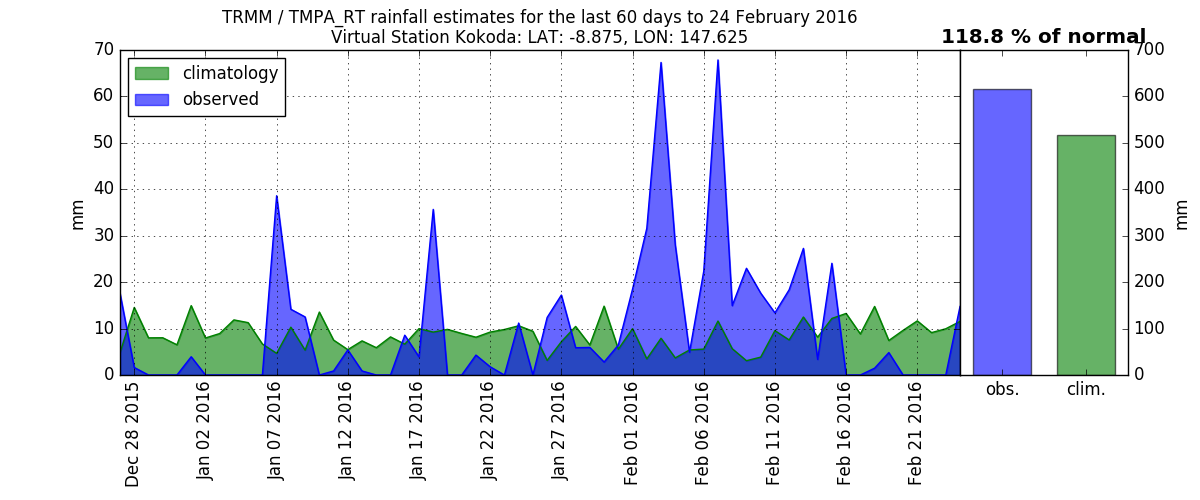 TRMM / TMPA_RT rainfall estimates for the last 60 days to 24 February 2016
Virtual Station Kokoda: LAT: -8.875, LON: 147.625
118.8 % of normal
climatology
observed
70
60
50
40
30
20
10
0
mm
Dec 28 2015
Jan 02 2016
Jan 07 2016
Jan 12 2016
Jan 17 2016
Jan 22 2016
Jan 27 2016
Feb 01 2016
Feb 06 2016
Feb 11 2016
Feb 16 2016
Feb 21 2016
700
600
500
400
300
200
100
0
mm
obs.
clim.